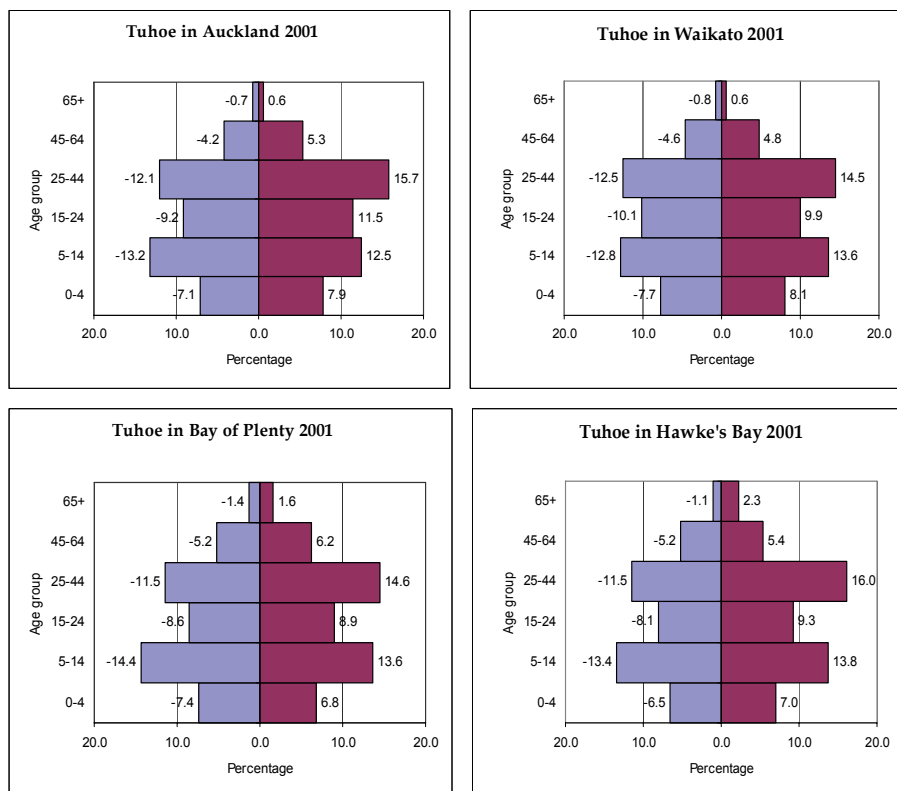 Tuhoe in Auckland 2001
65+ -0.7 0.6
45-64 -4.2 5.3
25-44 -12.1 15.7
15-24 -9.2 11.5
5-14 -13.2 12.5
0-4 -7.1 7.9
Age group
20.0 10.0 0.0 10.0 20.0
Percentage
Tuhoe in Waikato 2001
65+ -0.8 0.6
45-64 -4.6 4.8
25-44 -12.5 14.5
15-24 -10.1 9.9
5-14 -12.8 13.6
0-4 -7.7 8.1
Age group
20.0 10.0 0.0 10.0 20.0
Percentage
Tuhoe in Bay of Plenty 2001
65+ -1.4 1.6
45-64 -5.2 6.2
25-44 -11.5 14.6
15-24 -8.6 8.9
5-14 -14.4 13.6
0-4 -7.4 6.8
Age group
20.0 10.0 0.0 10.0 20.0
Percentage
Tuhoe in Hawke's Bay 2001
65+ -1.1 2.3
45-64 -5.2 5.4
25-44 -11.5 16.0
15-24 -8.1 9.3
5-14 -13.4 13.8
0-4 -6.5 7.0
Age group
20.0 10.0 0.0 10.0 20.0
Percentage